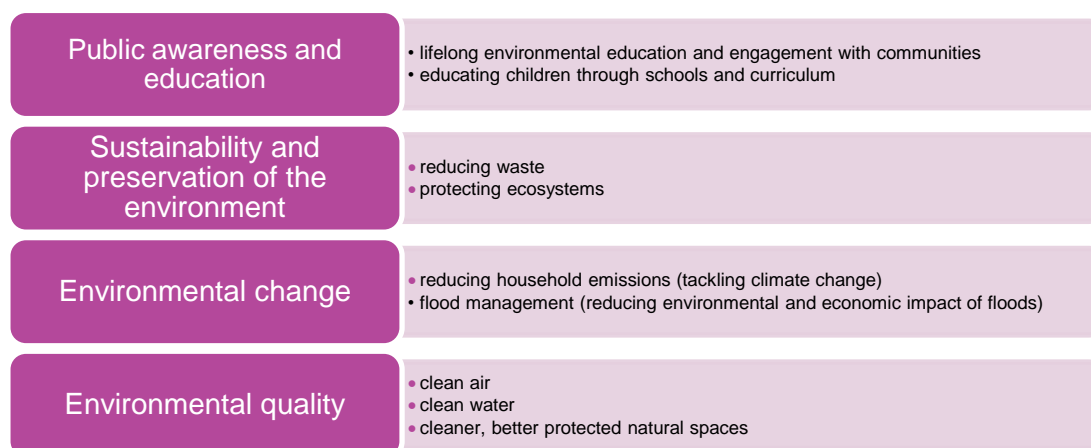 Public awareness and
education
• lifelong environmental education and engagement with communities
• educating children through schools and curriculum
Sustainability and
preservation of the
environment
• reducing waste
• protecting ecosystems
Environmental change
• reducing household emissions (tackling climate change)
• flood management (reducing environmental and economic impact of floods)
Environmental quality
• clean air
• clean water
• cleaner, better protected natural spaces